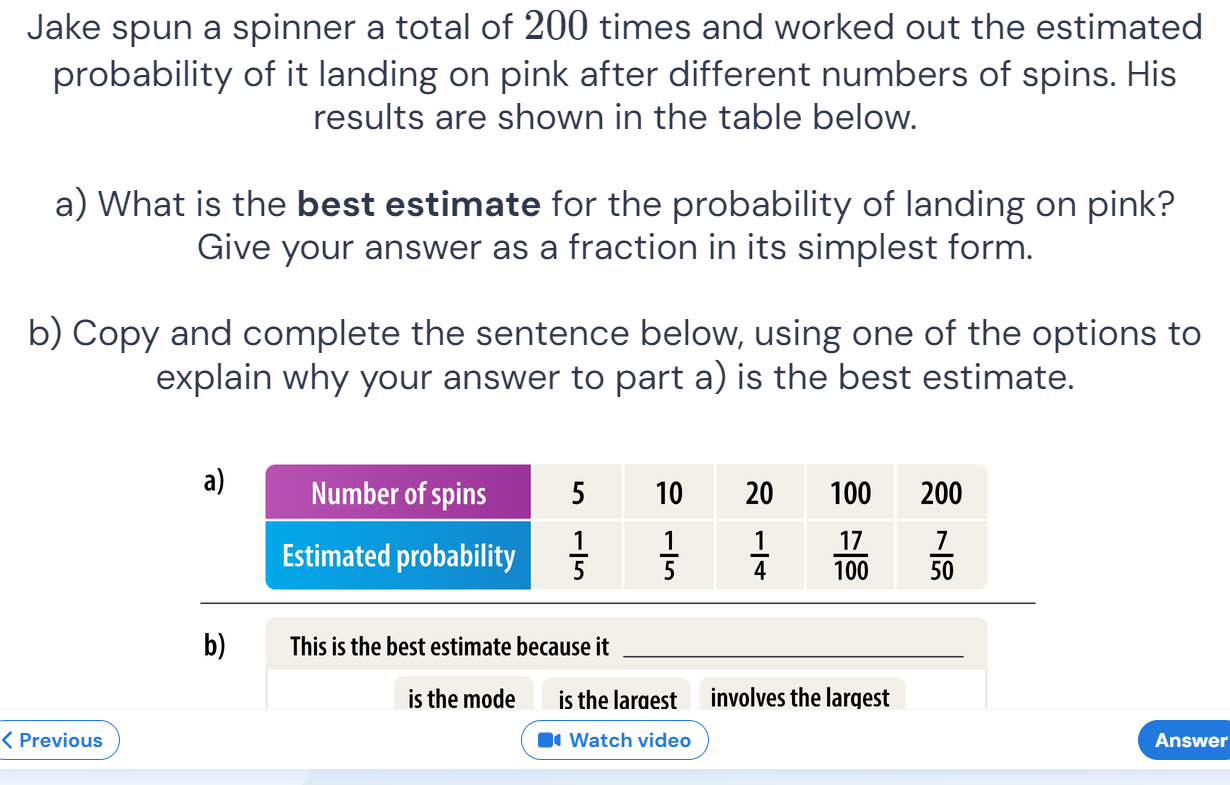 Jake spun a spinner a total of 200 times and worked out the estimated
probability of it landing on pink after different numbers of spins. His
results are shown in the table below.
a) What is the best estimate for the probability of landing on pink?
Give your answer as a fraction in its simplest form.
b) Copy and complete the sentence below, using one of the options to
explain why your answer to part a) is the best estimate.
a)
Number of spins 5 10 20 100 200
Estimated probability 1/5 1/5 1/4 17/100 7/50
b) This is the best estimate because it ________
is the mode is the largest involves the largest
Previous Watch video Answer